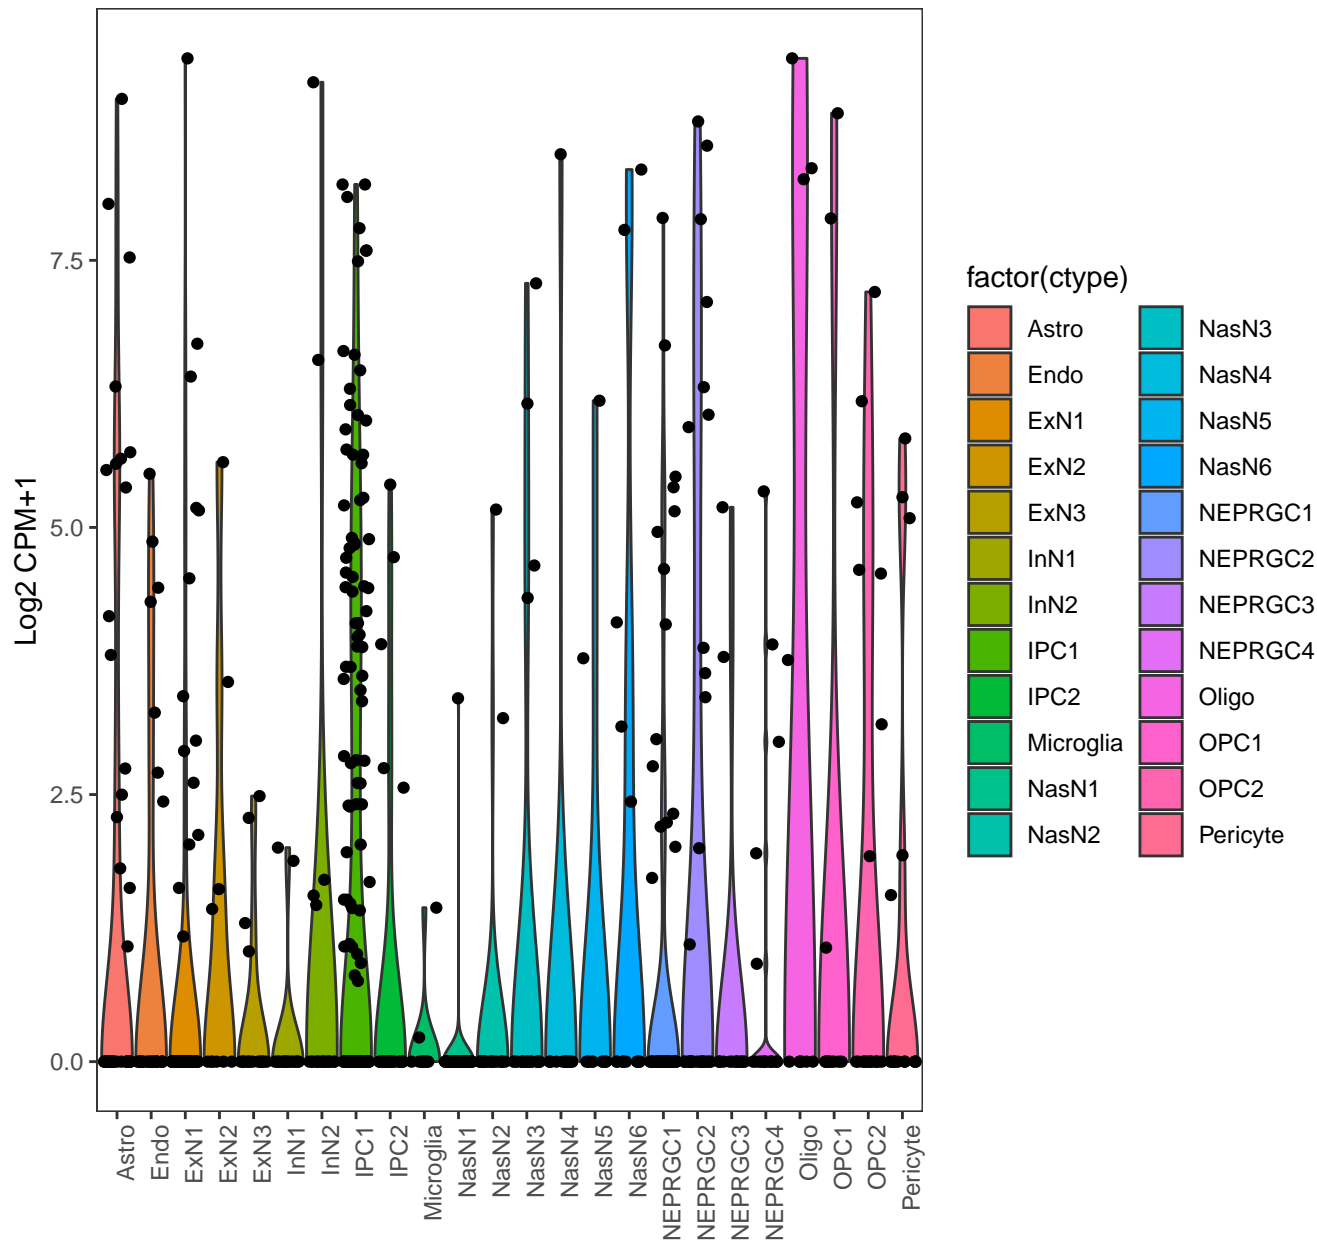 Log2 CPM+1
7.5
5.0
2.5
0.0
Astro
Endo
ExN1
ExN2
ExN3
InN1
InN2
IPC1
IPC2
Microglia
NasN1
NasN2
NasN3
NasN4
NasN5
NasN6
NEPRGC1
NEPRGC2
NEPRGC3
NEPRGC4
Oligo
OPC1
OPC2
Pericyte
factor(ctype)
Astro
Endo
ExN1
ExN2
ExN3
InN1
InN2
IPC1
IPC2
Microglia
NasN1
NasN2
NasN3
NasN4
NasN5
NasN6
NEPRGC1
NEPRGC2
NEPRGC3
NEPRGC4
Oligo
OPC1
OPC2
Pericyte